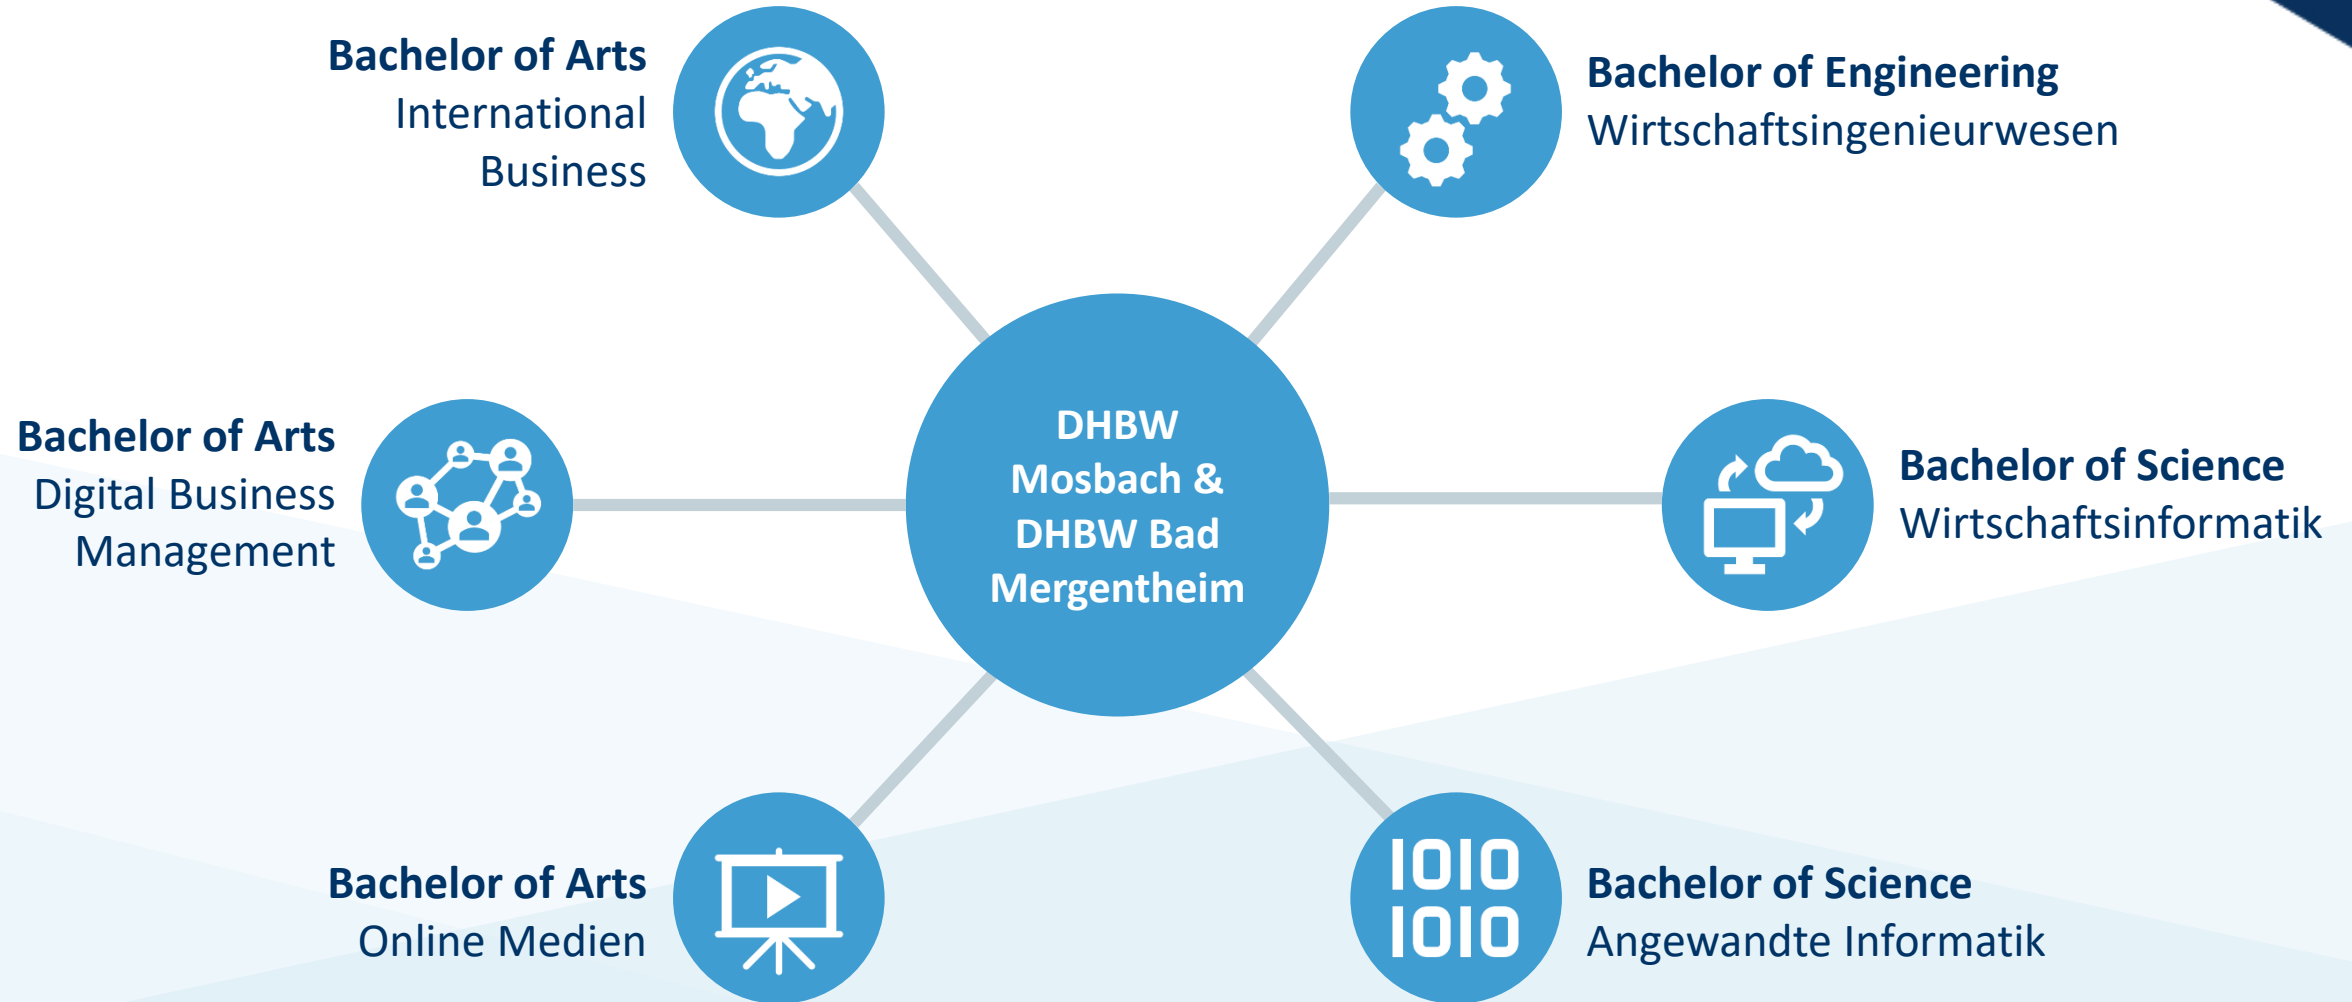 Bachelor of Arts
International
Business
Bachelor of Engineering
Wirtschaftsingenieurwesen
Bachelor of Arts
Digital Business
Management
DHBW
Mosbach &
DHBW Bad
Mergentheim
Bachelor of Science
Wirtschaftsinformatik
Bachelor of Arts
Online Medien
1010
1010
Bachelor of Science
Angewandte Informatik